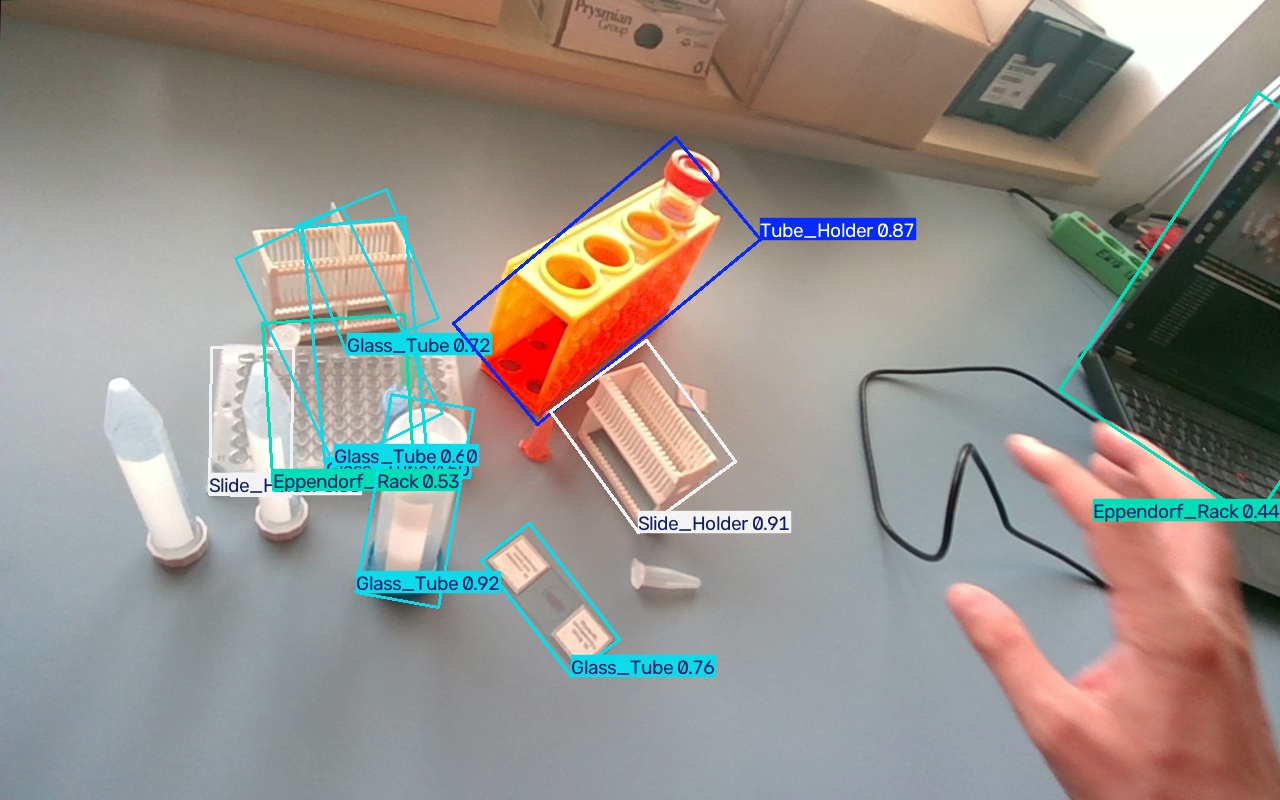 Prysmian
Group
Tube_Holder 0.87
Glass_Tube 0.72
Glass_Tube 0.60
Eppendorf_Rack 0.53
Slide_Holder 0.91
Eppendorf_Rack 0.44
Glass_Tube 0.92
Glass_Tube 0.76